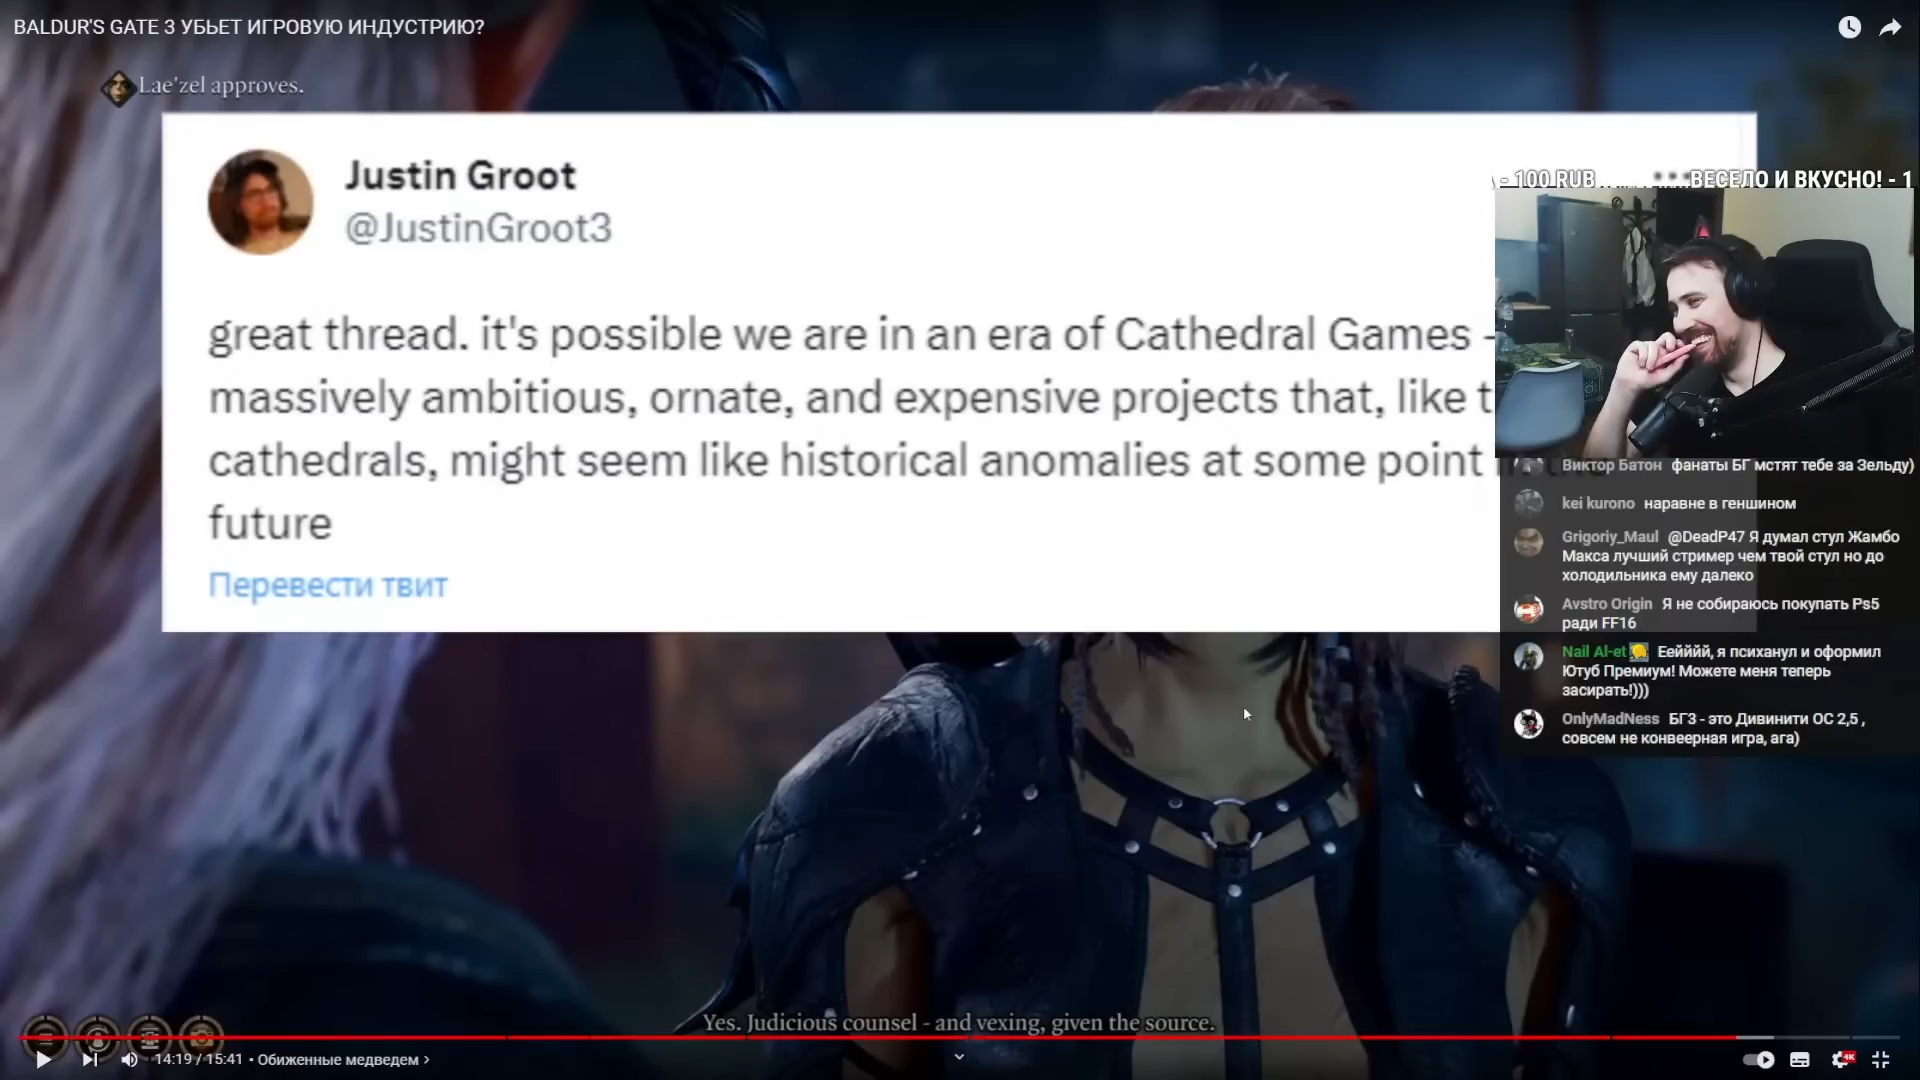 BALDUR'S GATE 3 УБЬЕТ ИГРОВУЮ ИНДУСТРИЮ?
Lae'zel approves.
Justin Groot
@JustinGroot3
great thread. it's possible we are in an era of Cathedral Games -
massively ambitious, ornate, and expensive projects that, like
cathedrals, might seem like historical anomalies at some point
future
Перевести твит
- 100 RUB
ВЕСЕЛО И ВКУСНО! - 1
Виктор Батон фанаты БГ мстят тебе за Зельду)
kei kurono наравне в геншином
Grigoriy_Maul @DeadP47 Я думал стул Жамбо
Макса лучший стример чем твой стул но до
холодильника ему далеко
Avstro Origin Я не собираюсь покупать Ps5
ради FF16
Nail Al-et Еейййй, я психанул и оформил
Ютуб Премиум! Можете меня теперь
засирать!)))
OnlyMadNess БГ3 - это Дивинити ОС 2,5 ,
совсем не конвеерная игра, ага)
Yes. Judicious counsel - and vexing, given the source.
14:19 / 15:41 • Обиженные медведем ›
4K